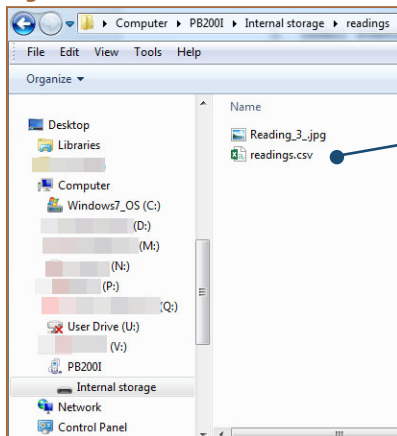 Computer ▸ PB200I ▸ Internal storage ▸ readings
File Edit View Tools Help
Organize
Name
Reading_3_.jpg
readings.csv
Desktop
Libraries
Computer
Windows7_OS (C:)
(D:)
(M:)
(N:)
(P:)
(Q:)
User Drive (U:)
(V:)
PB200I
Internal storage
Network
Control Panel